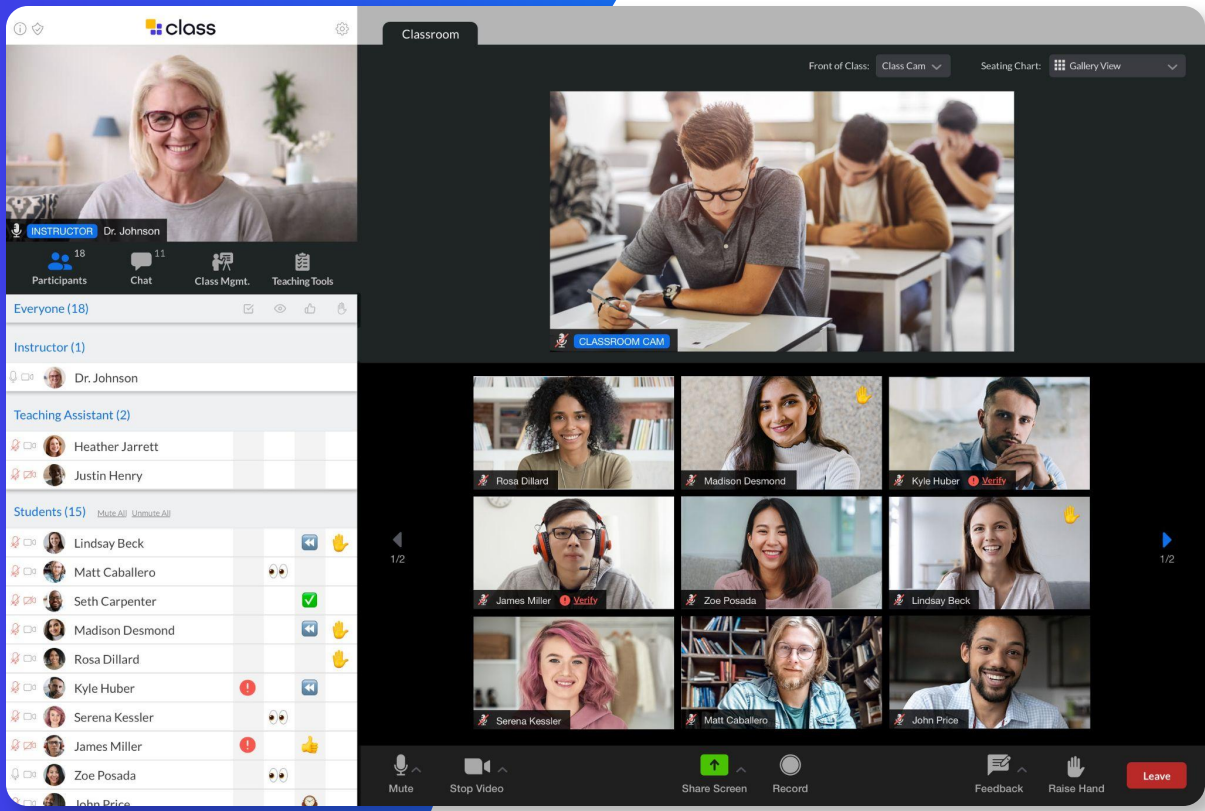 class
Classroom
Front of Class: Class Cam
Seating Chart: Gallery View
INSTRUCTOR Dr. Johnson
18
Participants
11
Chat
Class Mgmt.
Teaching Tools
Everyone (18)
Instructor (1)
Dr. Johnson
Teaching Assistant (2)
Heather Jarrett
Justin Henry
Students (15) Mute All Unmute All
Lindsay Beck
Matt Caballero
Seth Carpenter
Madison Desmond
Rosa Dillard
Kyle Huber
Serena Kessler
James Miller
Zoe Posada
John Price
CLASSROOM CAM
Rosa Dillard
Madison Desmond
Kyle Huber Verify
James Miller Verify
Zoe Posada
Lindsay Beck
Serena Kessler
Matt Caballero
John Price
1/2
1/2
Mute
Stop Video
Share Screen
Record
Feedback
Raise Hand
Leave